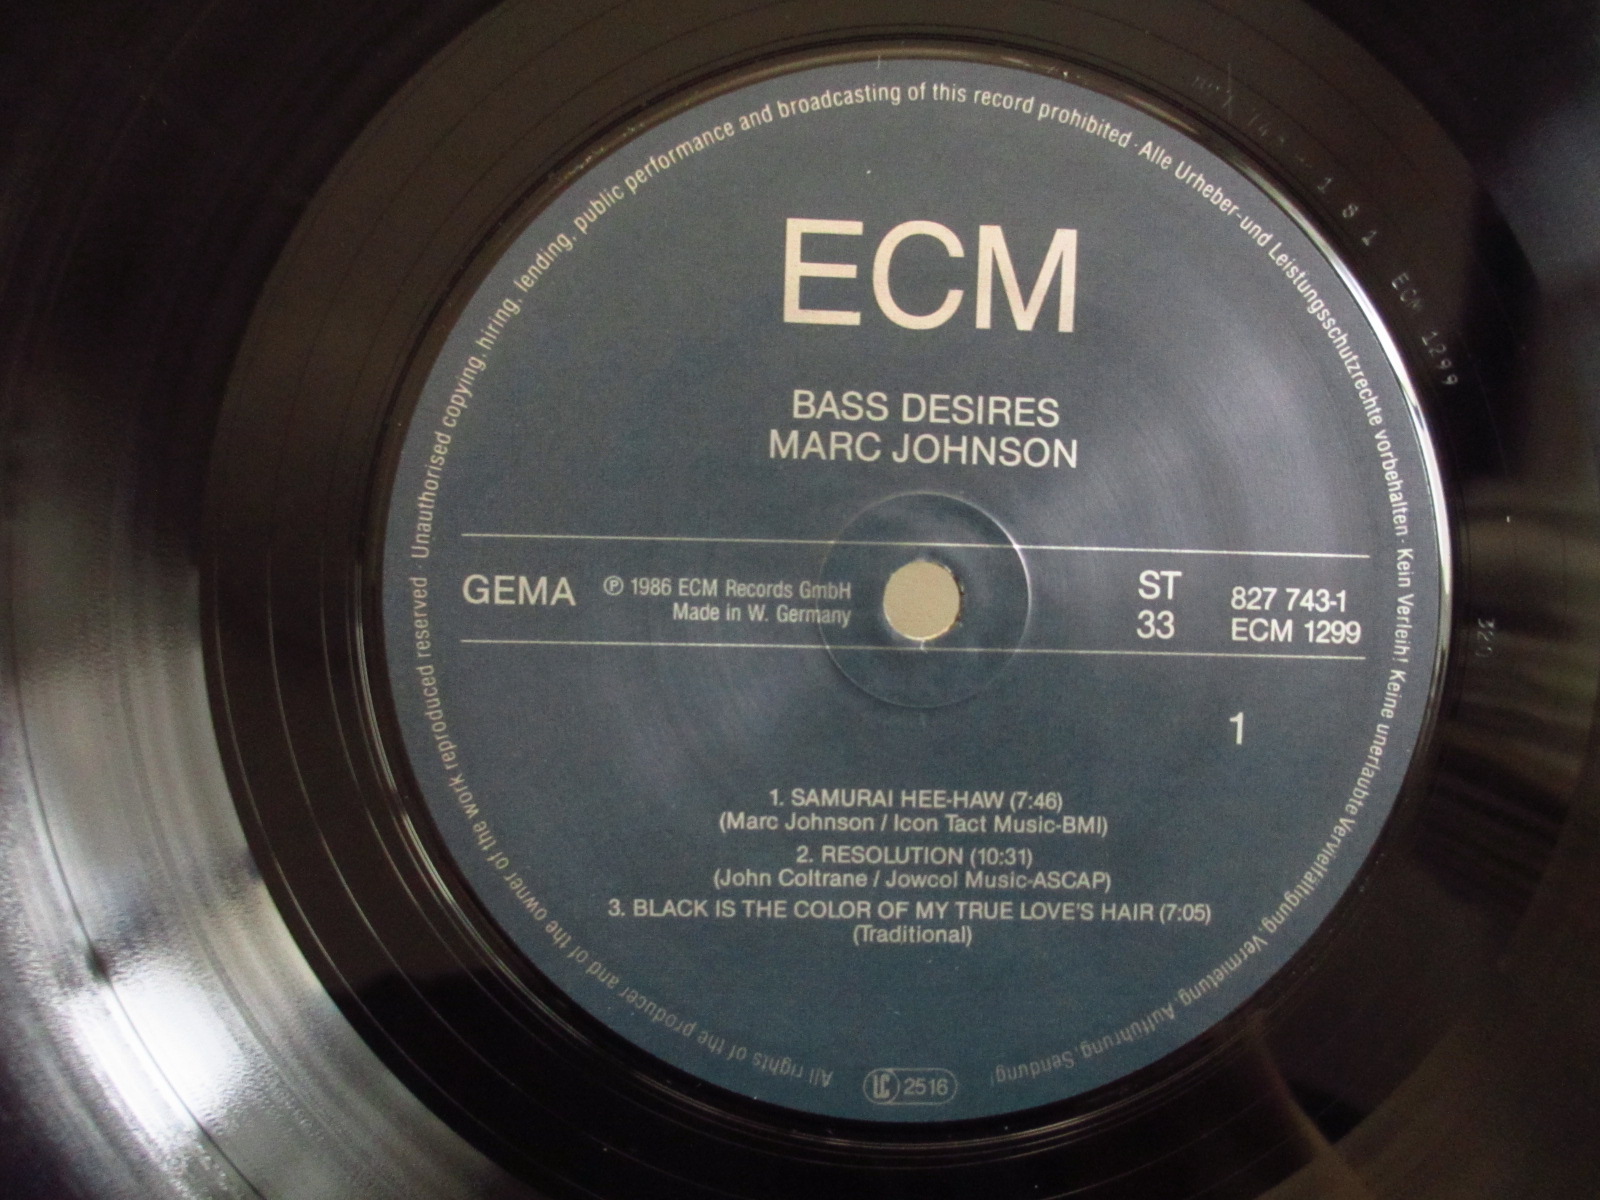 All rights of the producer and of the owner of the work reproduced reserved · Unauthorised copying, hiring, lending, public performance and broadcasting of this record prohibited · Alle Urheber-und Leistungsschutzrechte vorbehalten · Kein Verleih! Keine unerlaubte Vervielfältigung, Vermietung, Aufführung, Sendung!
ECM
BASS DESIRES
MARC JOHNSON
GEMA
℗ 1986 ECM Records GmbH
Made in W. Germany
ST
33
827 743-1
ECM 1299
1
1. SAMURAI HEE-HAW (7:46)
(Marc Johnson / Icon Tact Music-BMI)
2. RESOLUTION (10:31)
(John Coltrane / Jowcol Music-ASCAP)
3. BLACK IS THE COLOR OF MY TRUE LOVE'S HAIR (7:05)
(Traditional)
LC 2516
ECM 1299
320